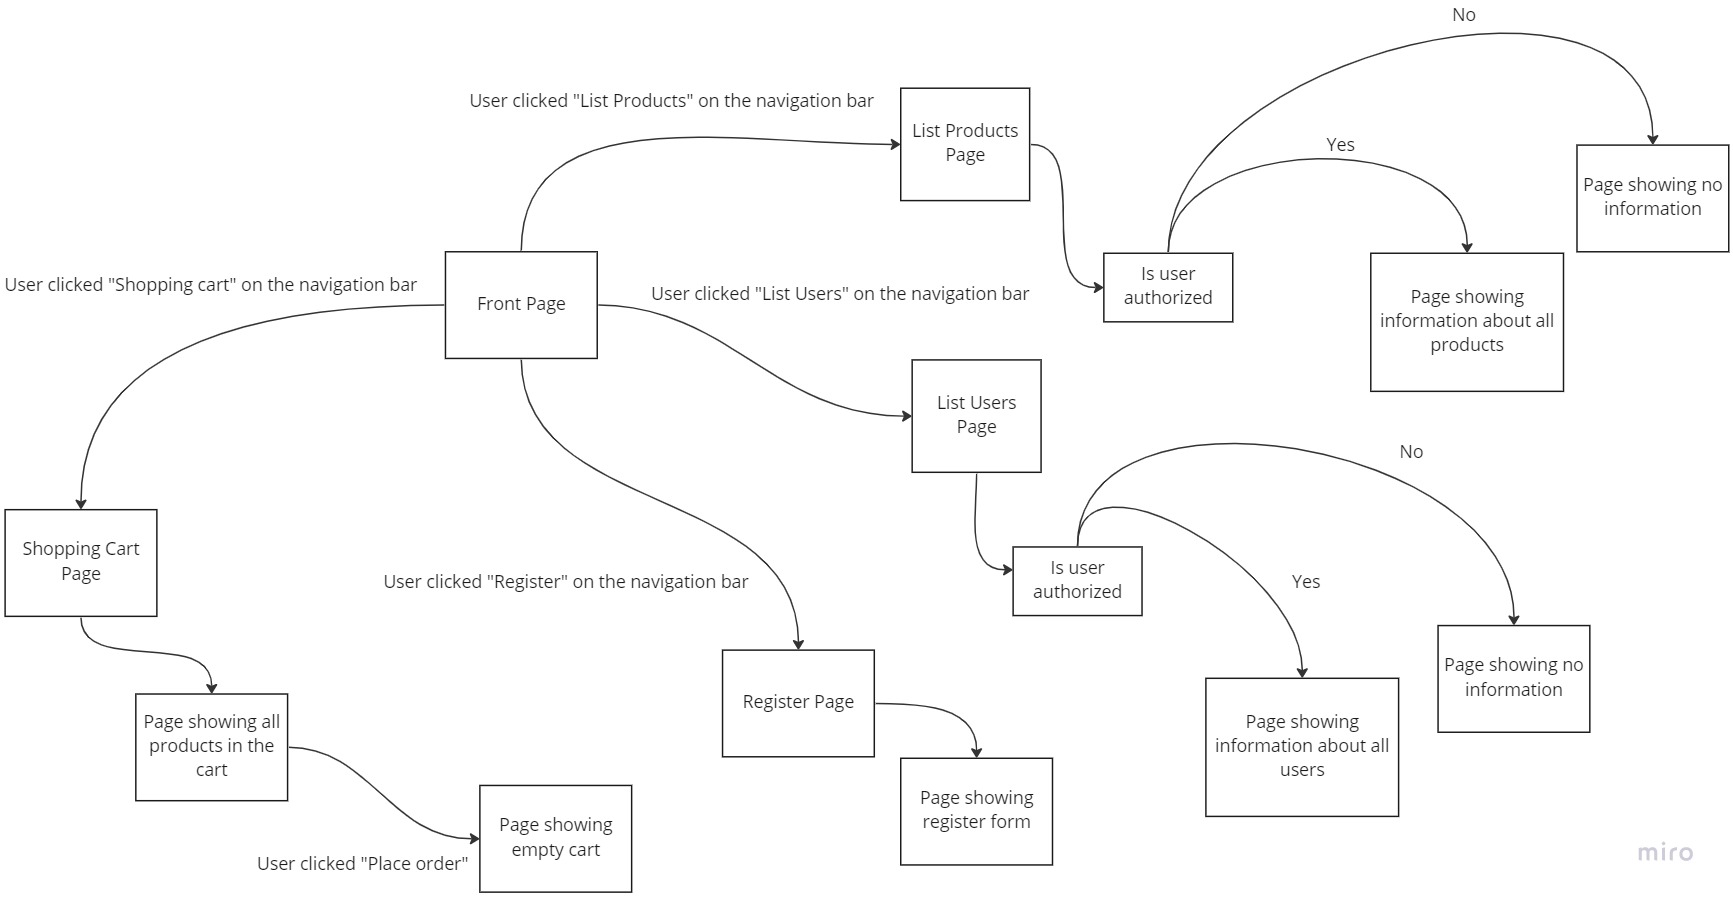 No
User clicked "List Products" on the navigation bar
List Products
Page
Yes
Page showing no
information
User clicked "Shopping cart" on the navigation bar
Front Page
User clicked "List Users" on the navigation bar
Is user
authorized
Page showing
information about all
products
List Users
Page
No
Shopping Cart
Page
User clicked "Register" on the navigation bar
Is user
authorized
Yes
Page showing no
information
Register Page
Page showing all
products in the
cart
Page showing
information about all
users
Page showing
register form
Page showing
empty cart
User clicked "Place order"
miro